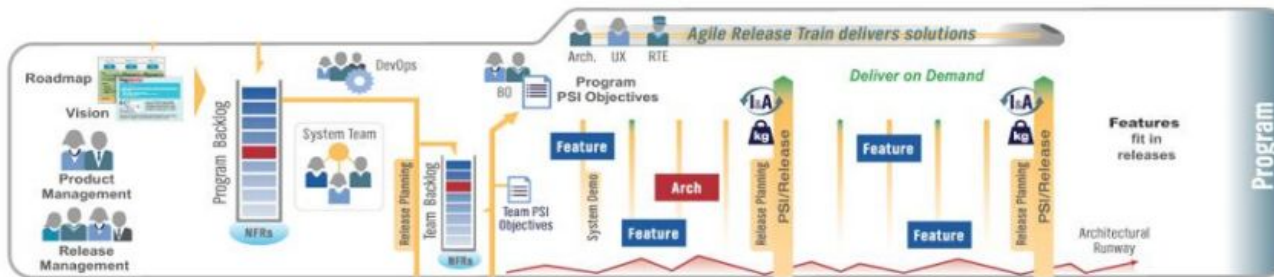 Agile Release Train delivers solutions
Arch.
UX
RTE
Roadmap
Vision
DevOps
BO
Program
PSI Objectives
Deliver on Demand
Program Backlog
NFRs
System Team
Product
Management
Release
Management
Release Planning
Team Backlog
NFRs
Team PSI
Objectives
System Demo
Feature
Feature
Arch
I&A
kg
Release Planning
PSI/Release
Feature
Feature
I&A
kg
Release Planning
PSI/Release
Features
fit in
releases
Architectural
Runway
Program